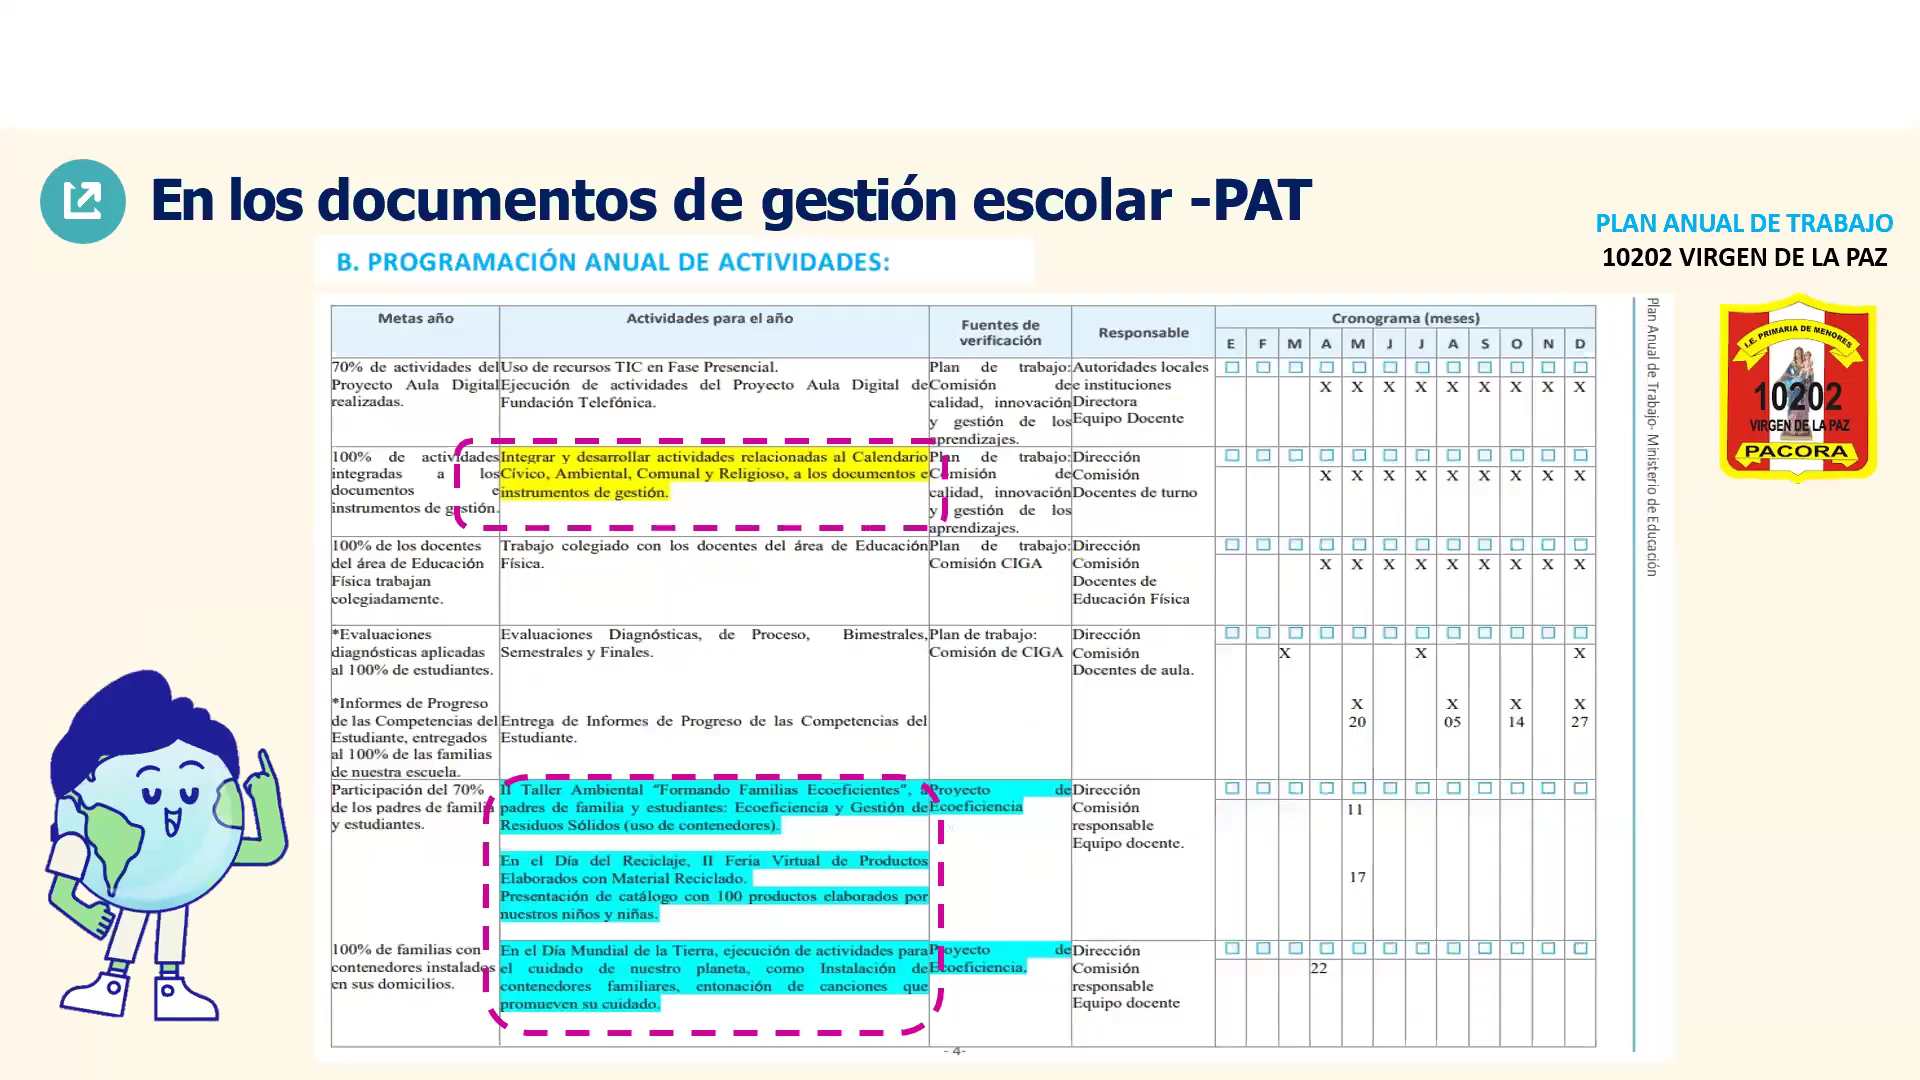 En los documentos de gestión escolar -PAT
PLAN ANUAL DE TRABAJO
10202 VIRGEN DE LA PAZ
B. PROGRAMACIÓN ANUAL DE ACTIVIDADES:
Metas año
Actividades para el año
Fuentes de
verificación
Responsable
Cronograma (meses)
E F M A M J J A S O N D
70% de actividades del
Proyecto Aula Digital
realizadas.
Uso de recursos TIC en Fase Presencial.
Ejecución de actividades del Proyecto Aula Digital de
Fundación Telefónica.
Plan de trabajo:
Comisión de
calidad, innovación
y gestión de los
aprendizajes.
Autoridades locales
e instituciones
Directora
Equipo Docente
X X X X X X X X X
100% de actividades
integradas a los
documentos e
instrumentos de gestión.
Integrar y desarrollar actividades relacionadas al Calendario
Cívico, Ambiental, Comunal y Religioso, a los documentos e
instrumentos de gestión.
Plan de trabajo:
Comisión de
calidad, innovación
y gestión de los
aprendizajes.
Dirección
Comisión
Docentes de turno
X X X X X X X X X
100% de los docentes
del área de Educación
Física trabajan
colegiadamente.
Trabajo colegiado con los docentes del área de Educación
Física.
Plan de trabajo:
Comisión CIGA
Dirección
Comisión
Docentes de
Educación Física
X X X X X X X X X
*Evaluaciones
diagnósticas aplicadas
al 100% de estudiantes.
*Informes de Progreso
de las Competencias del
Estudiante, entregados
al 100% de las familias
de nuestra escuela.
Evaluaciones Diagnósticas, de Proceso, Bimestrales,
Semestrales y Finales.
Entrega de Informes de Progreso de las Competencias del
Estudiante.
Plan de trabajo:
Comisión de CIGA
Dirección
Comisión
Docentes de aula.
X X X
X X X X
20 05 14 27
Participación del 70%
de los padres de familia
y estudiantes.
II Taller Ambiental “Formando Familias Ecoeficientes”,
padres de familia y estudiantes: Ecoeficiencia y Gestión de
Residuos Sólidos (uso de contenedores).
En el Día del Reciclaje, II Feria Virtual de Productos
Elaborados con Material Reciclado.
Presentación de catálogo con 100 productos elaborados por
nuestros niños y niñas.
Proyecto de
Ecoeficiencia
Dirección
Comisión
responsable
Equipo docente.
11
17
100% de familias con
contenedores instalados
en sus domicilios.
En el Día Mundial de la Tierra, ejecución de actividades para
el cuidado de nuestro planeta, como Instalación de
contenedores familiares, entonación de canciones que
promueven su cuidado.
Proyecto de
Ecoeficiencia.
Dirección
Comisión
responsable
Equipo docente
22
- 4-
Plan Anual de Trabajo- Ministerio de Educación
I.E. PRIMARIA DE MENORES
10202
VIRGEN DE LA PAZ
PACORA